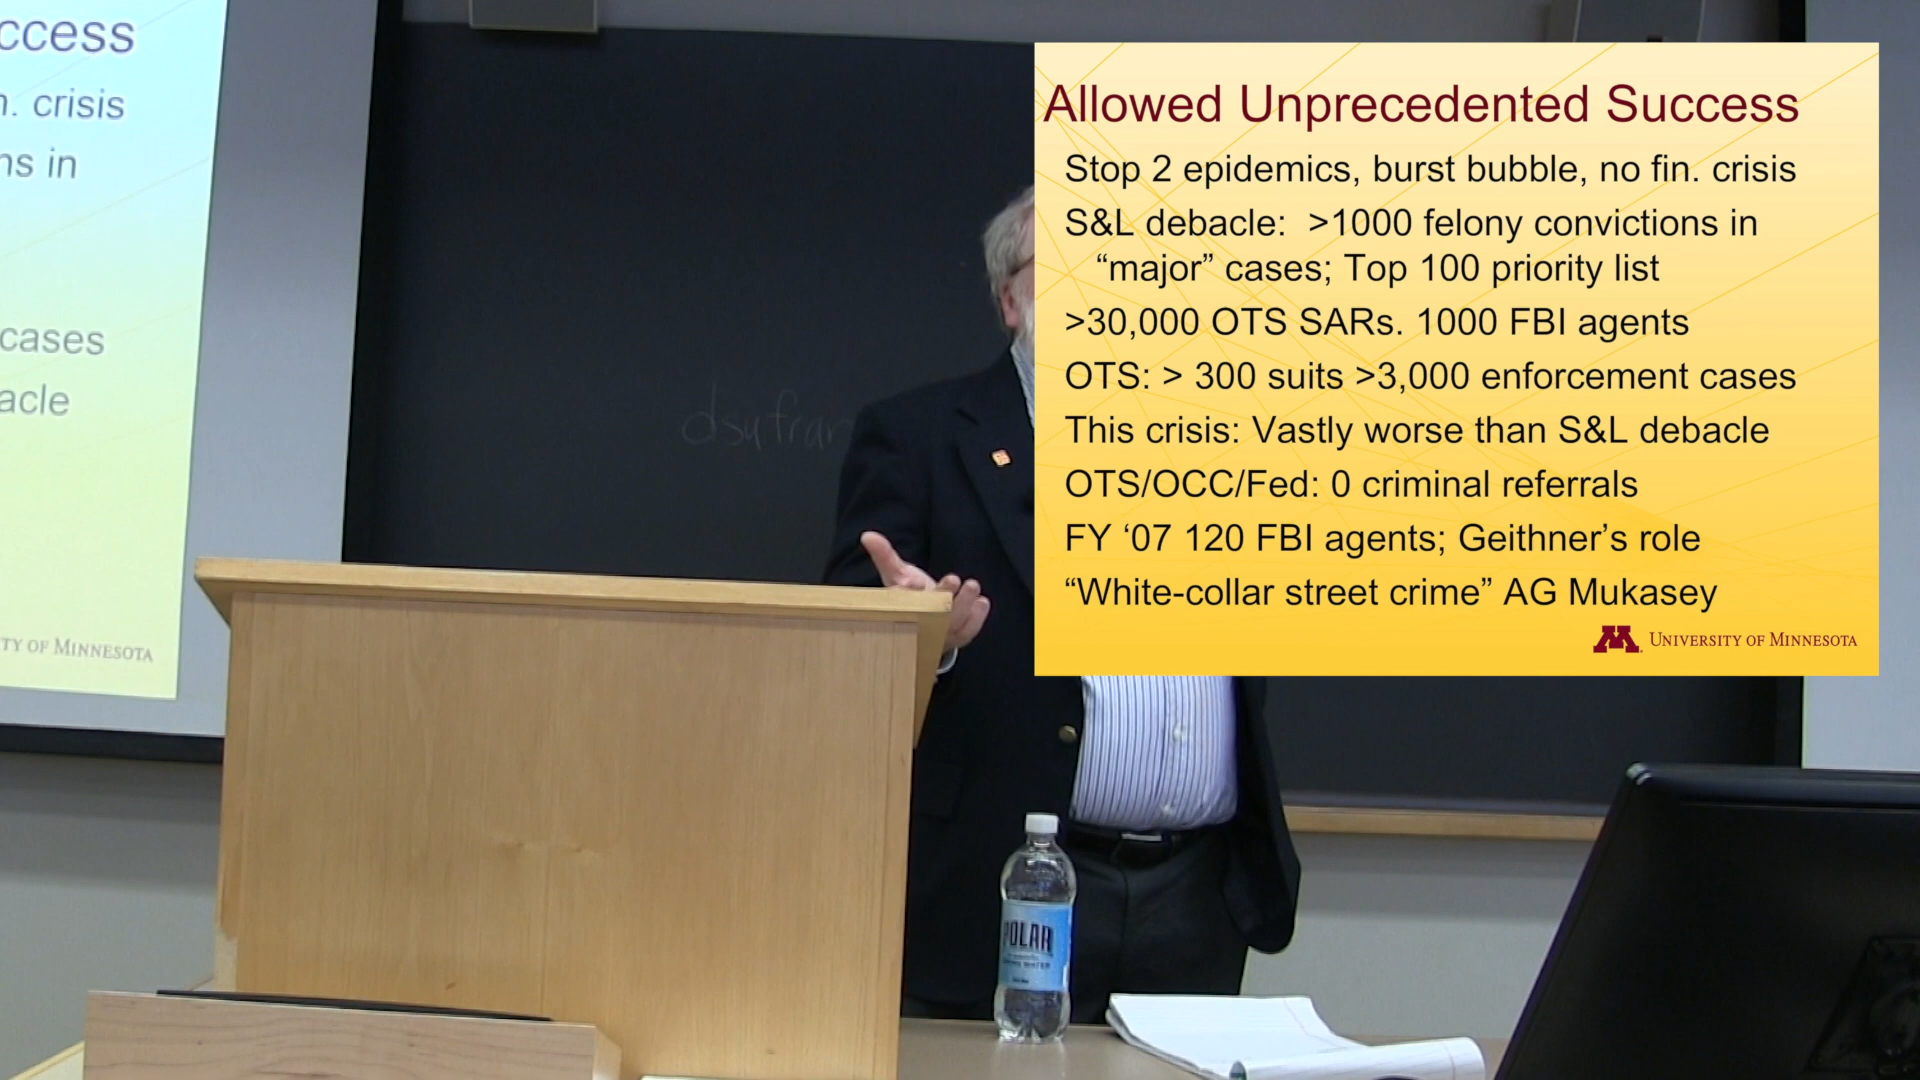 ccess
n. crisis
ns in
cases
acle
TY OF MINNESOTA
dsufran
Allowed Unprecedented Success
Stop 2 epidemics, burst bubble, no fin. crisis
S&L debacle:  >1000 felony convictions in
“major” cases; Top 100 priority list
>30,000 OTS SARs. 1000 FBI agents
OTS: > 300 suits >3,000 enforcement cases
This crisis: Vastly worse than S&L debacle
OTS/OCC/Fed: 0 criminal referrals
FY ‘07 120 FBI agents; Geithner’s role
“White-collar street crime” AG Mukasey
M UNIVERSITY OF MINNESOTA
POLAR